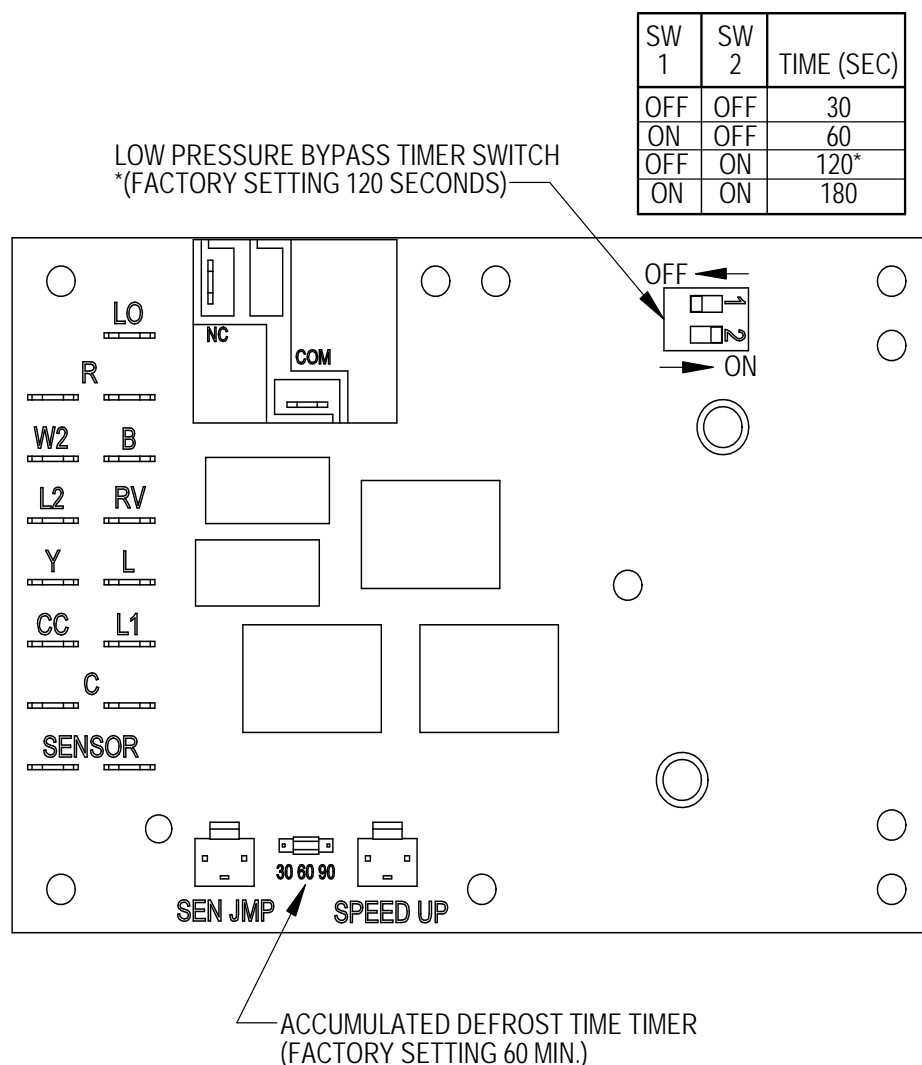 SW 1 SW 2 TIME (SEC)
OFF OFF 30
ON OFF 60
OFF ON 120*
ON ON 180
LOW PRESSURE BYPASS TIMER SWITCH
*(FACTORY SETTING 120 SECONDS)
OFF
1
2
ON
LO
NC
COM
R
W2 B
L2 RV
Y L
CC L1
C
SENSOR
30 60 90
SEN JMP SPEED UP
ACCUMULATED DEFROST TIME TIMER
(FACTORY SETTING 60 MIN.)